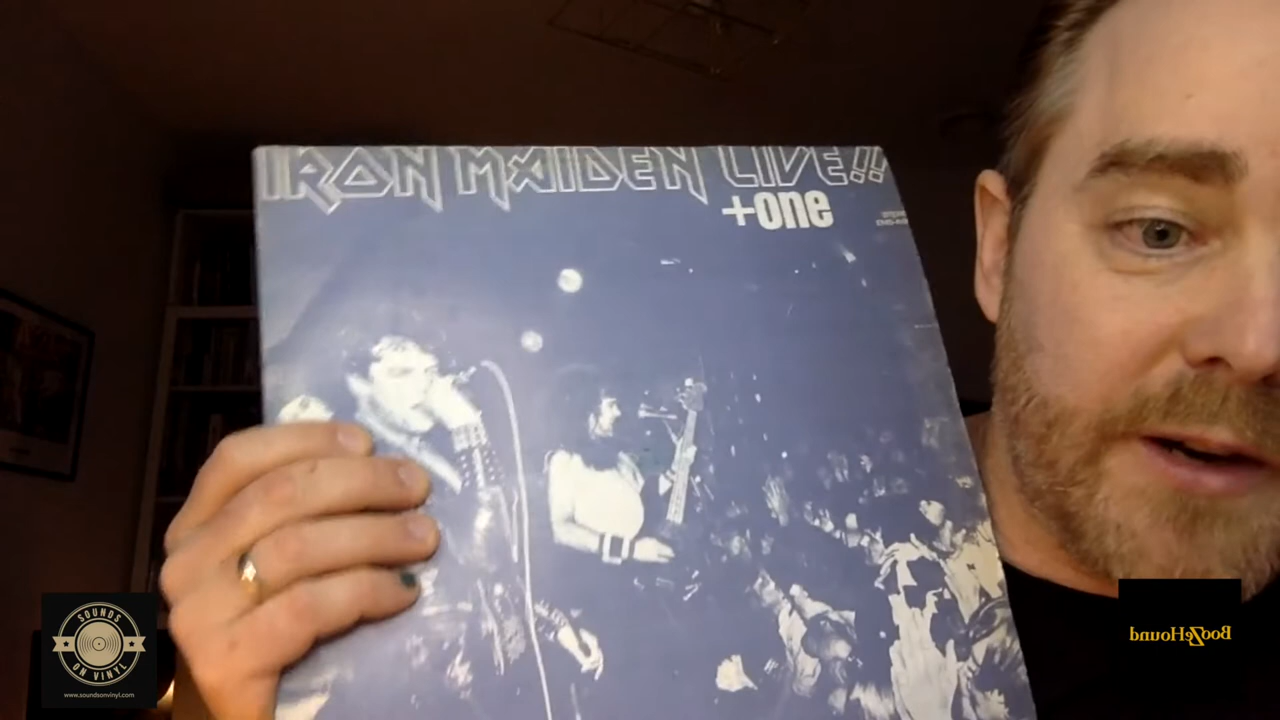 IRON MAIDEN LIVE!!
+one
SOUNDS
ON VINYL
www.soundsonvinyl.com
BooZeHound